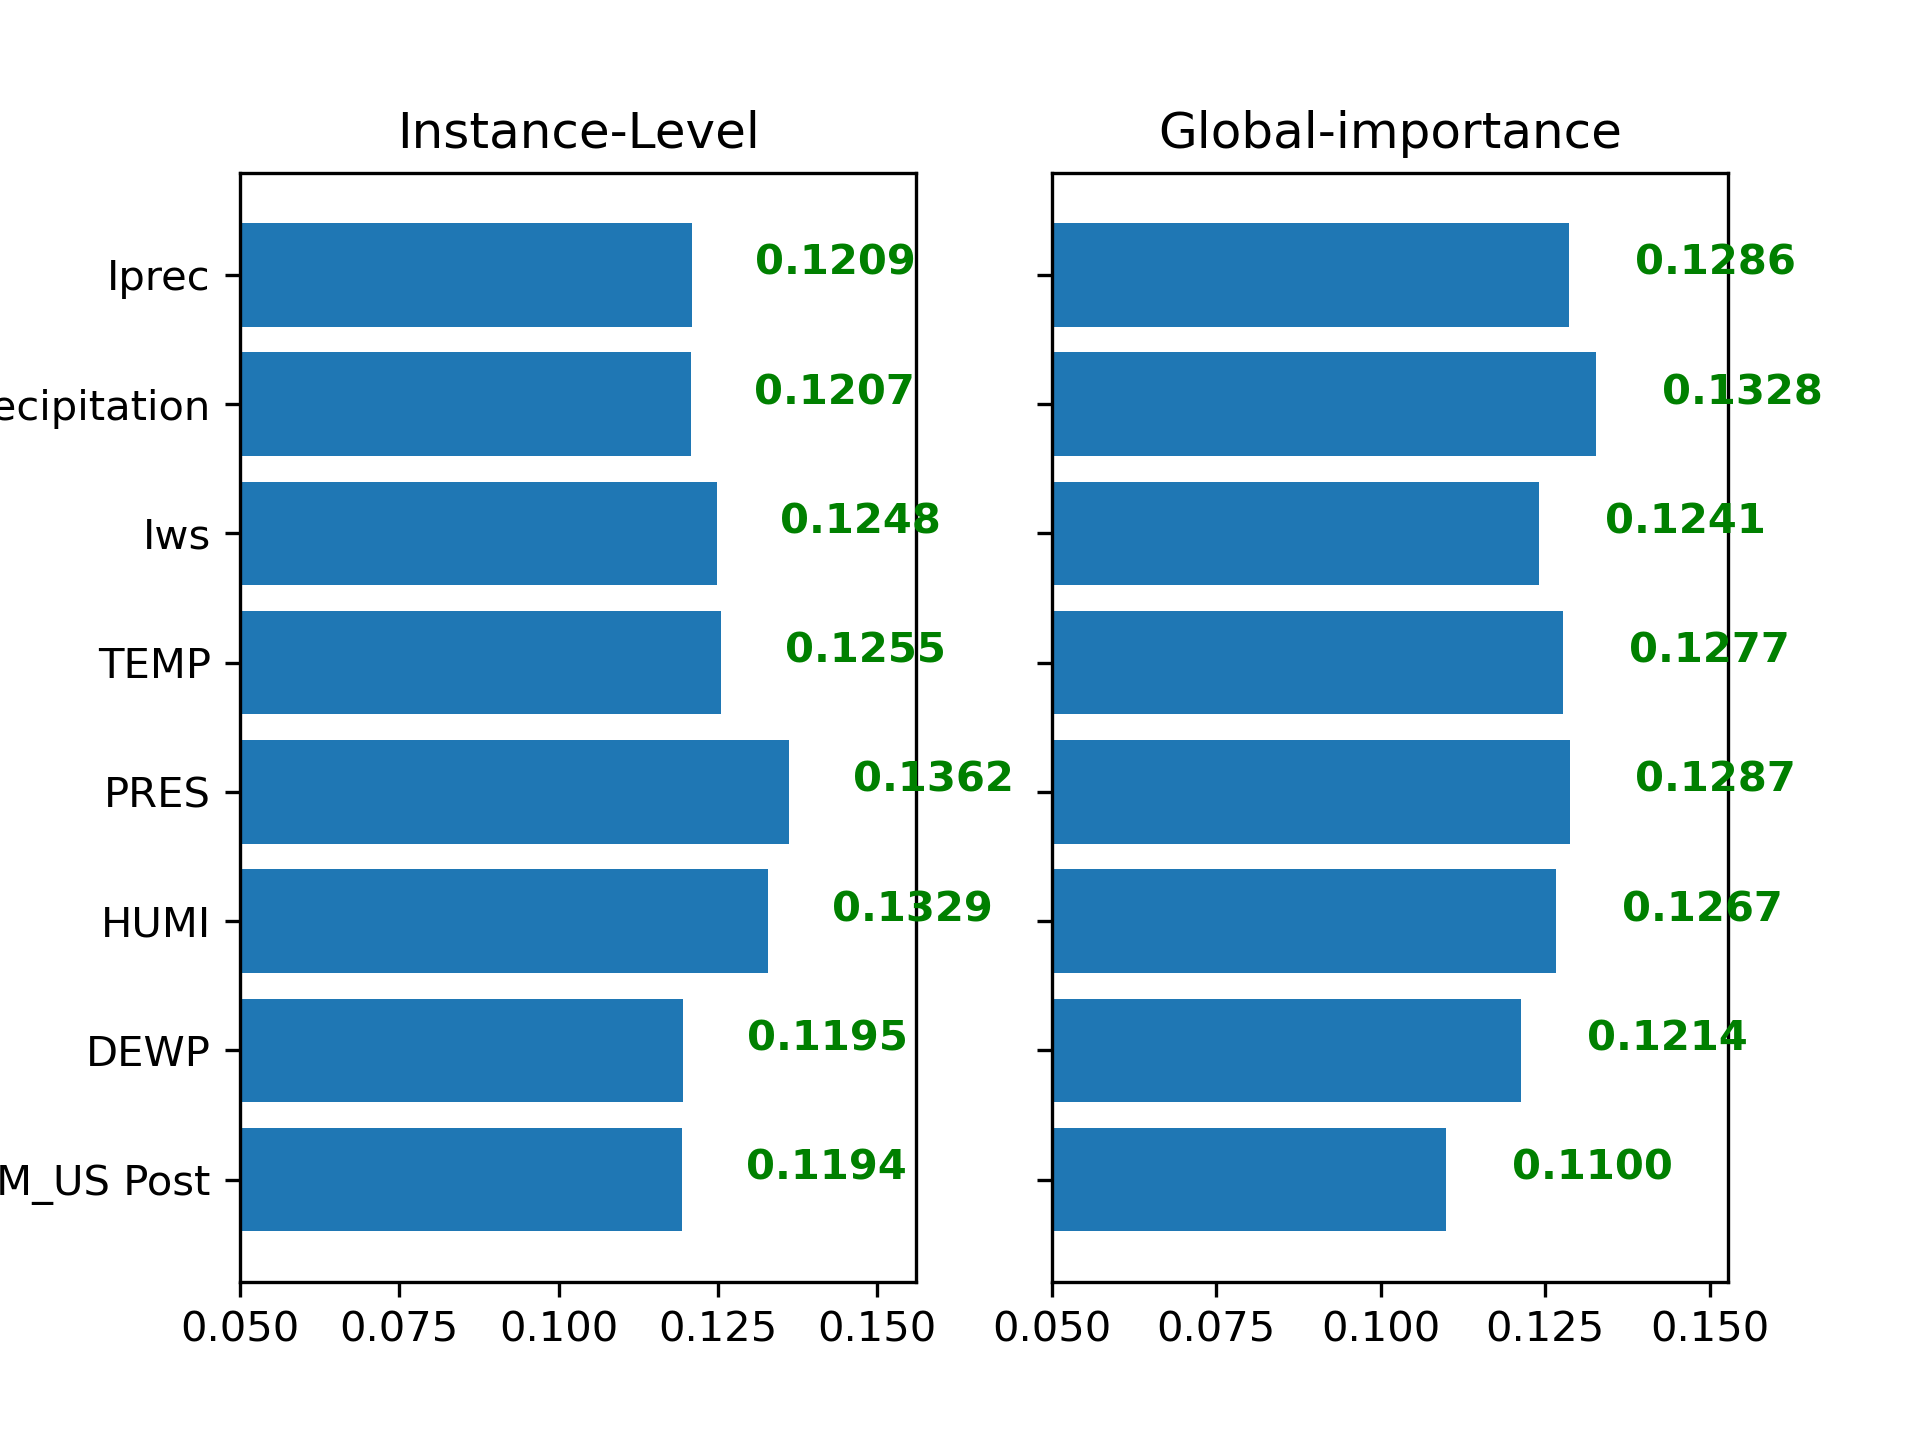 Instance-Level
Iprec 0.1209
ecipitation 0.1207
Iws 0.1248
TEMP 0.1255
PRES 0.1362
HUMI 0.1329
DEWP 0.1195
M_US Post 0.1194
0.050 0.075 0.100 0.125 0.150
Global-importance
0.1286
0.1328
0.1241
0.1277
0.1287
0.1267
0.1214
0.1100
0.050 0.075 0.100 0.125 0.150